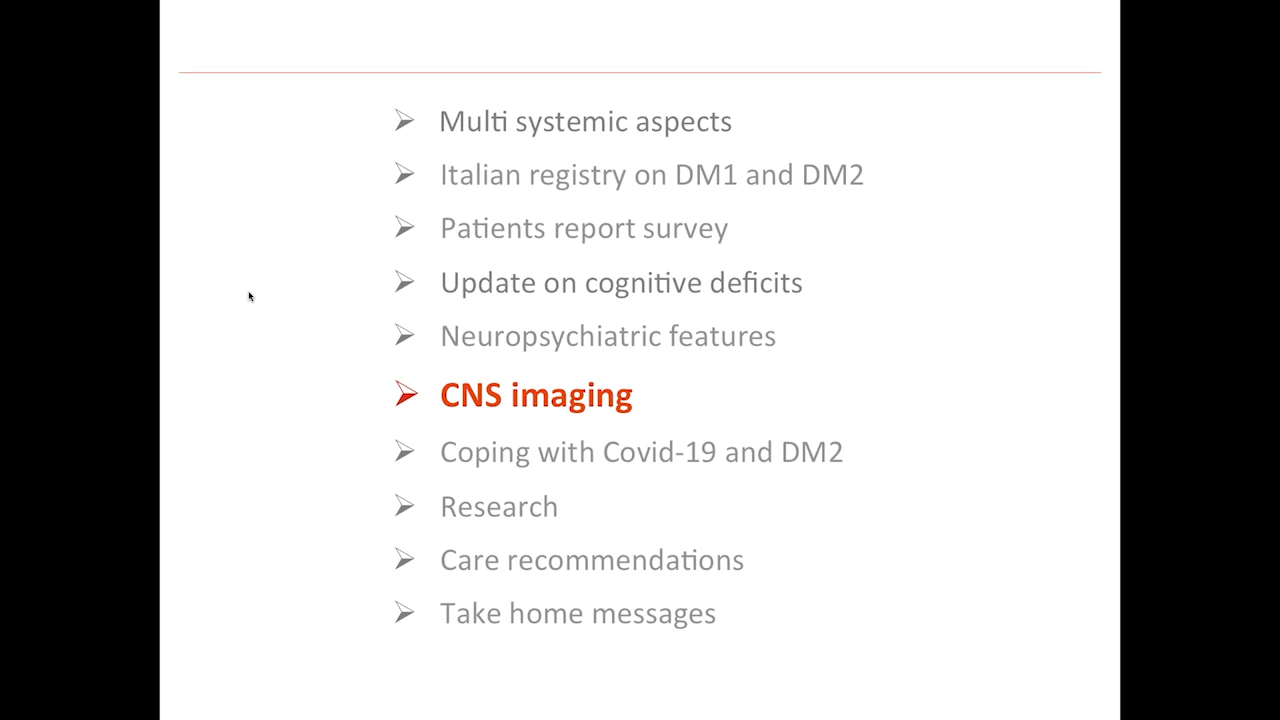 Multi systemic aspects
Italian registry on DM1 and DM2
Patients report survey
Update on cognitive deficits
Neuropsychiatric features
CNS imaging
Coping with Covid-19 and DM2
Research
Care recommendations
Take home messages